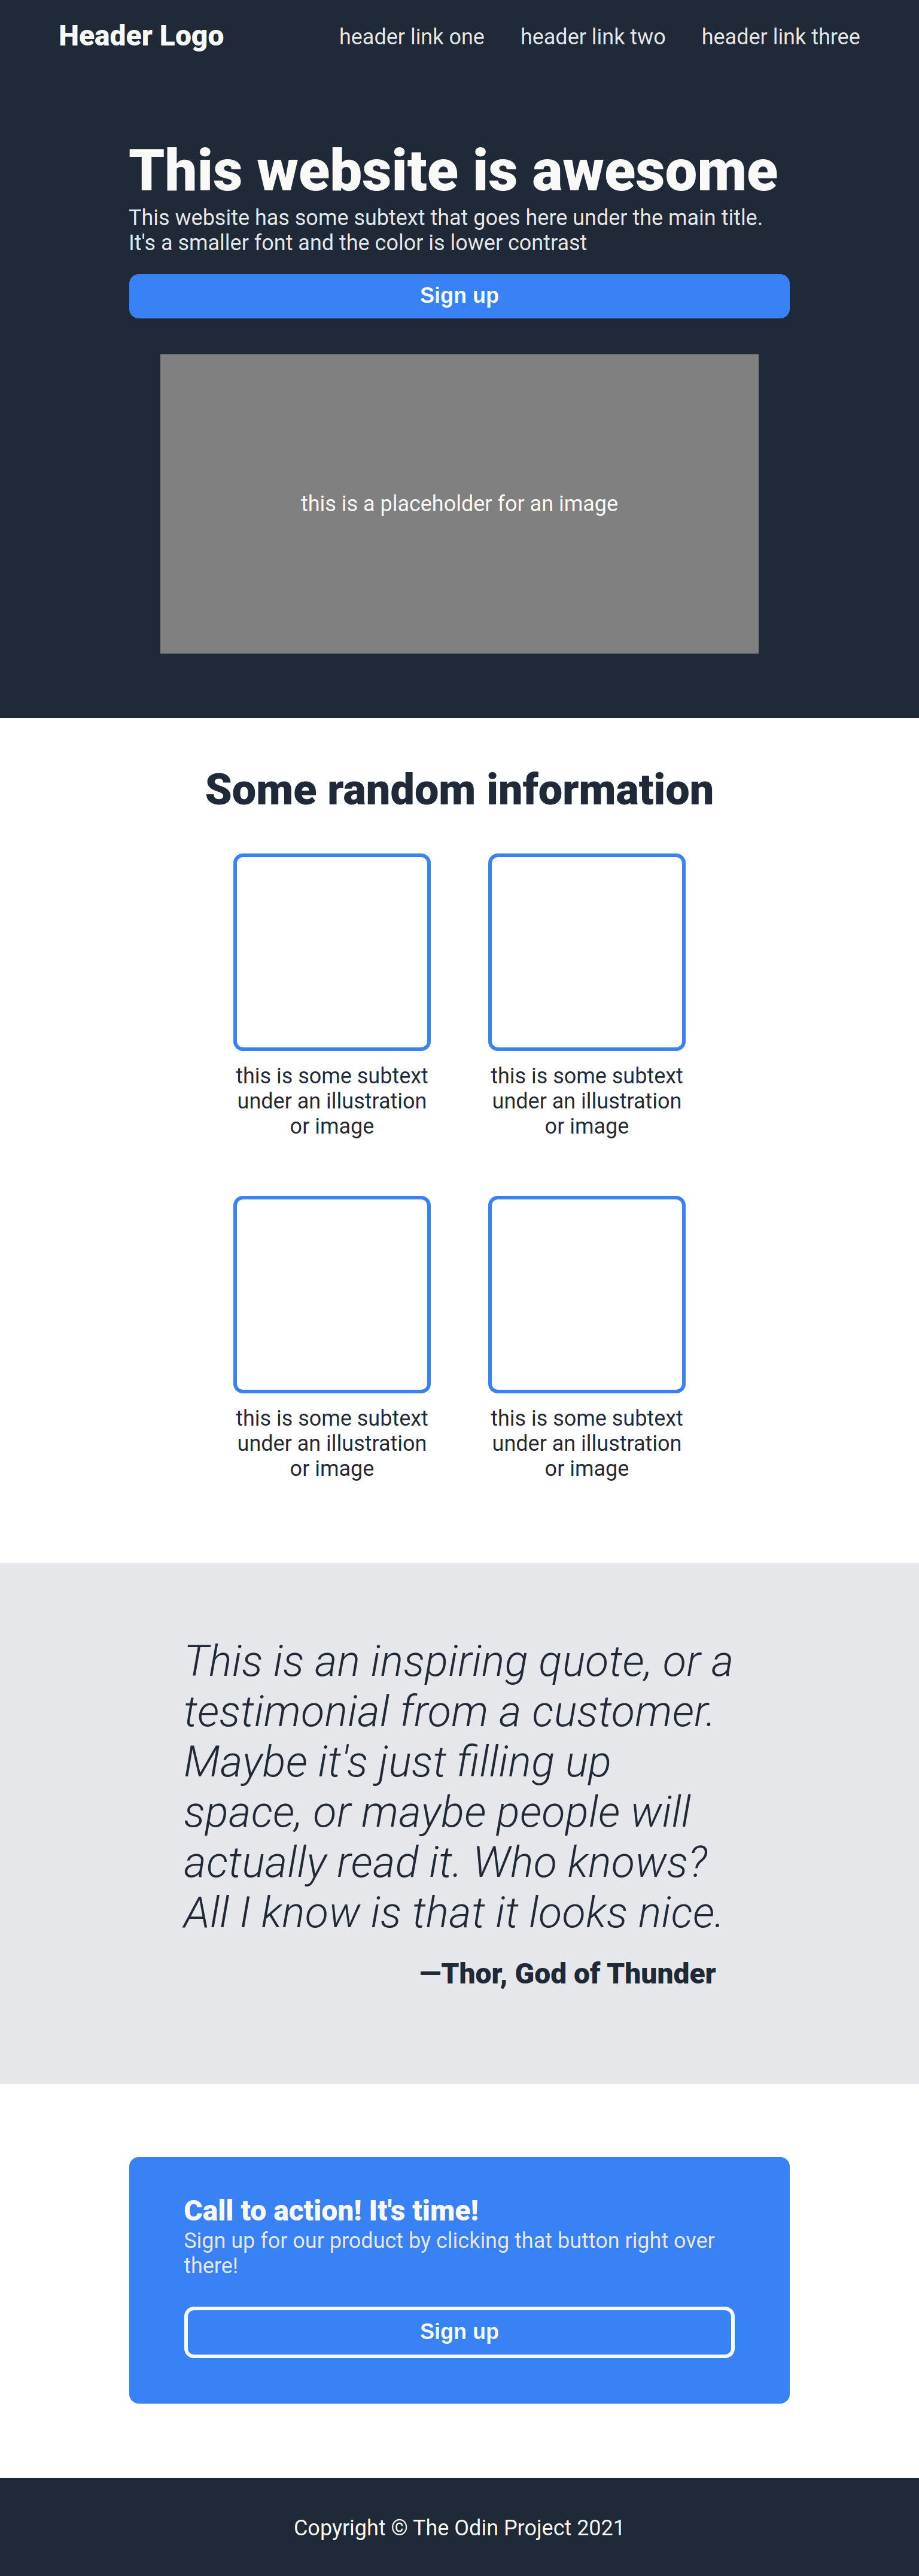 Header Logo
header link one
header link two
header link three
This website is awesome
This website has some subtext that goes here under the main title.
It's a smaller font and the color is lower contrast
Sign up
this is a placeholder for an image
Some random information
this is some subtext
under an illustration
or image
this is some subtext
under an illustration
or image
this is some subtext
under an illustration
or image
this is some subtext
under an illustration
or image
This is an inspiring quote, or a
testimonial from a customer.
Maybe it's just filling up
space, or maybe people will
actually read it. Who knows?
All I know is that it looks nice.
—Thor, God of Thunder
Call to action! It's time!
Sign up for our product by clicking that button right over
there!
Sign up
Copyright © The Odin Project 2021